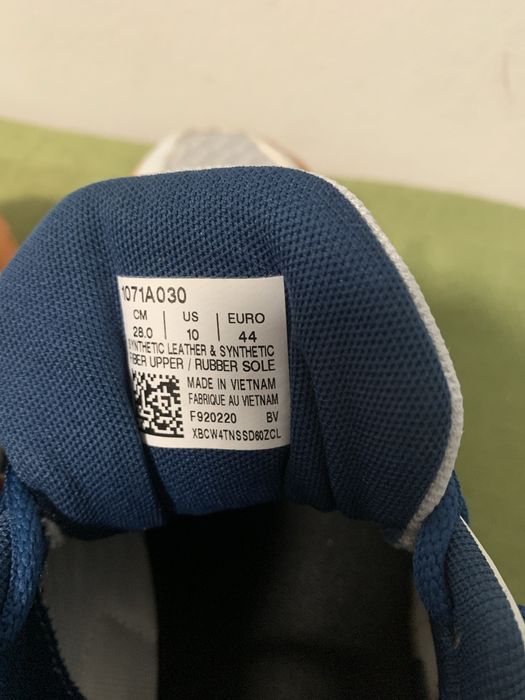 1071A030
CM | US | EURO
28.0 | 10 | 44
SYNTHETIC LEATHER & SYNTHETIC
FIBER UPPER / RUBBER SOLE
MADE IN VIETNAM
FABRIQUE AU VIETNAM
F920220 BV
XBCW4TNSSD60ZCL